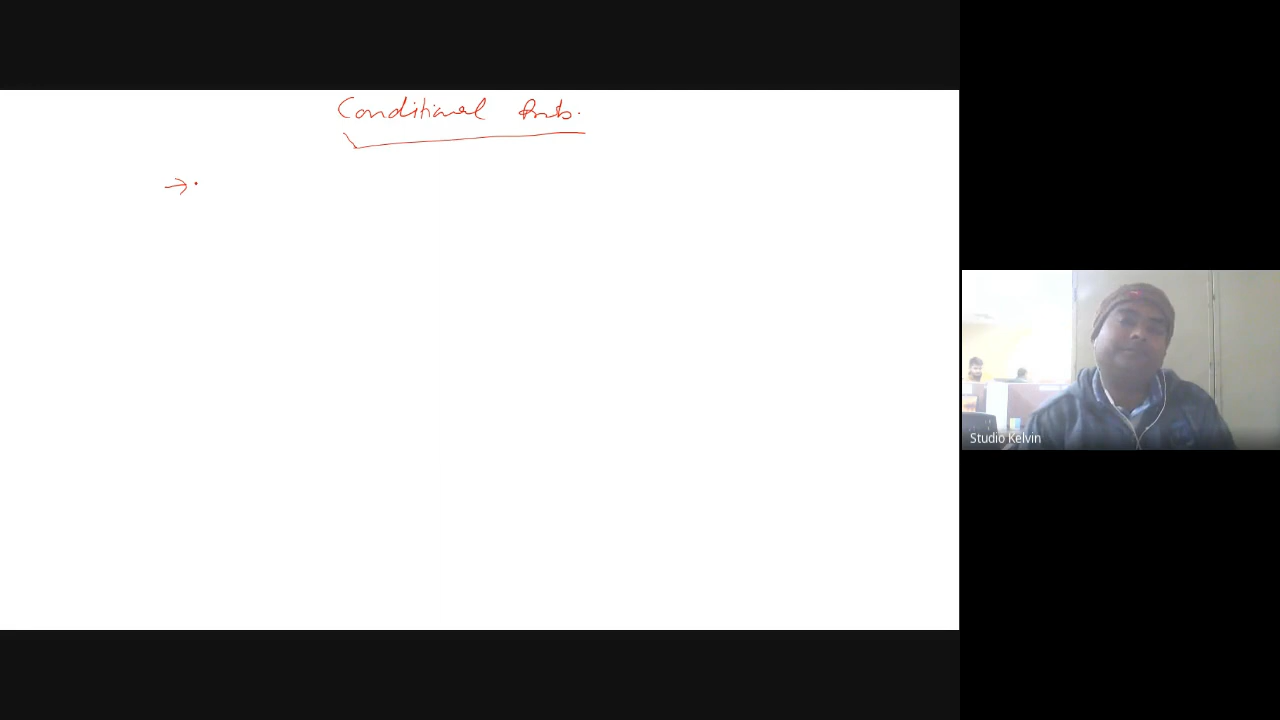 Conditional Prob.
→
Studio Kelvin